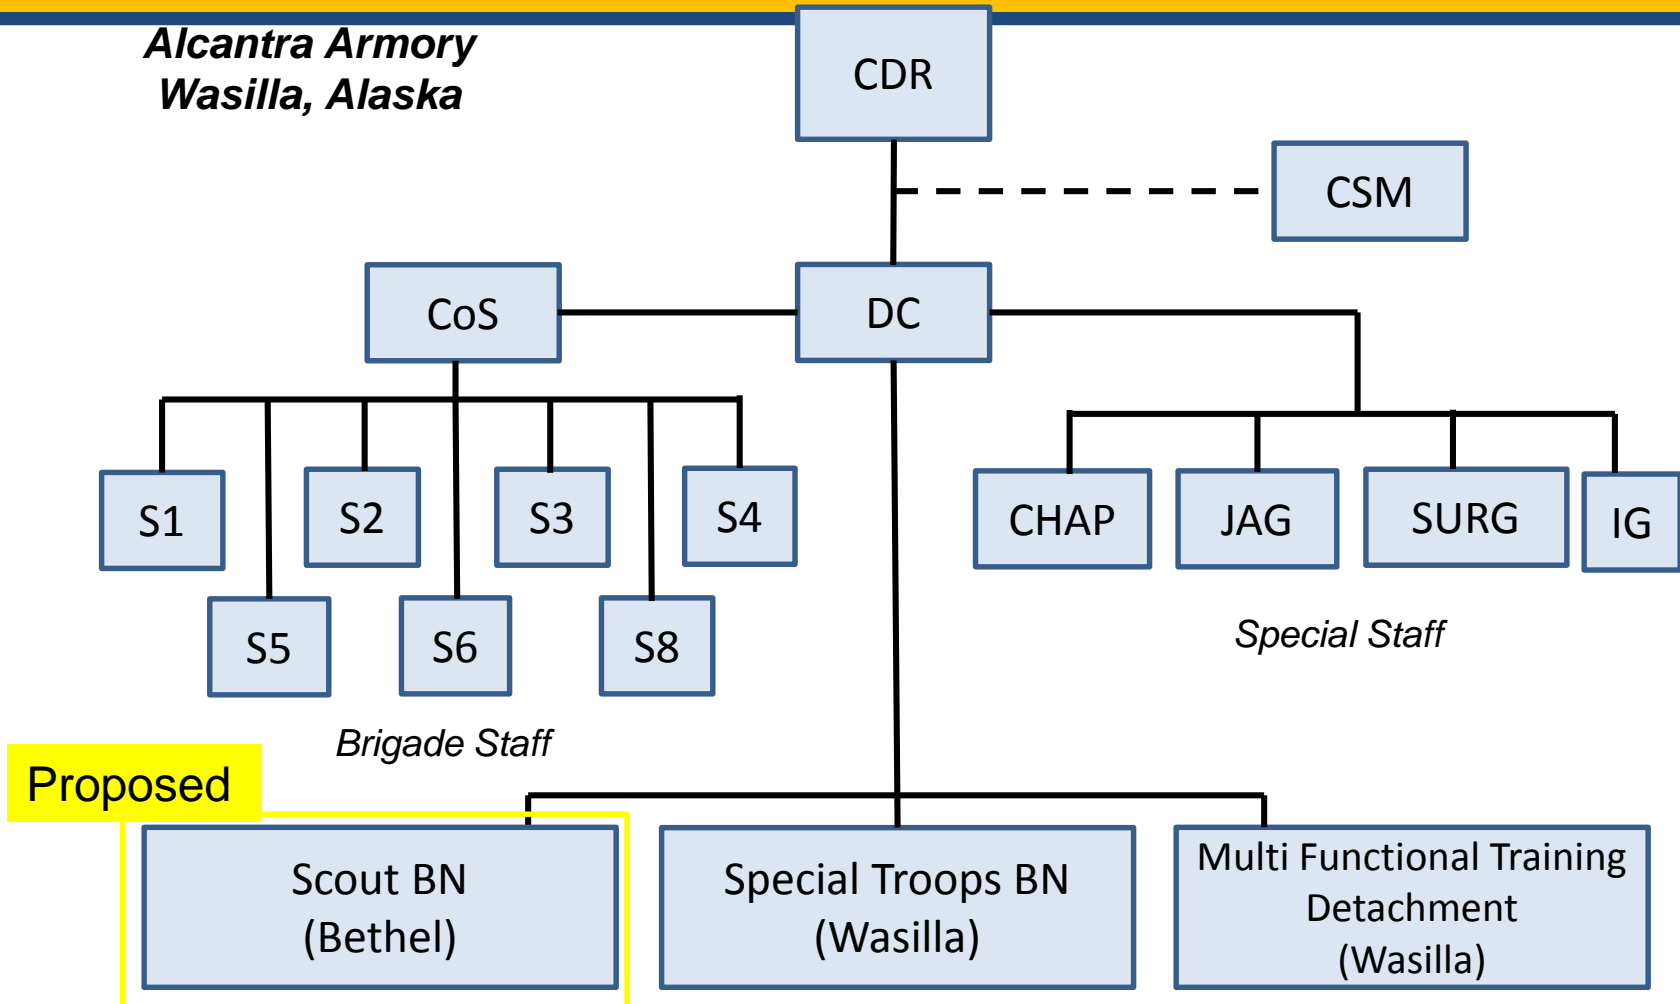 Alcantra Armory
Wasilla, Alaska
CDR
CSM
CoS
DC
S1
S2
S3
S4
CHAP
JAG
SURG
IG
S5
S6
S8
Special Staff
Brigade Staff
Proposed
Scout BN
(Bethel)
Special Troops BN
(Wasilla)
Multi Functional Training
Detachment
(Wasilla)